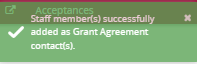 Acceptances
Staff member(s) successfully
added as Grant Agreement
contact(s).